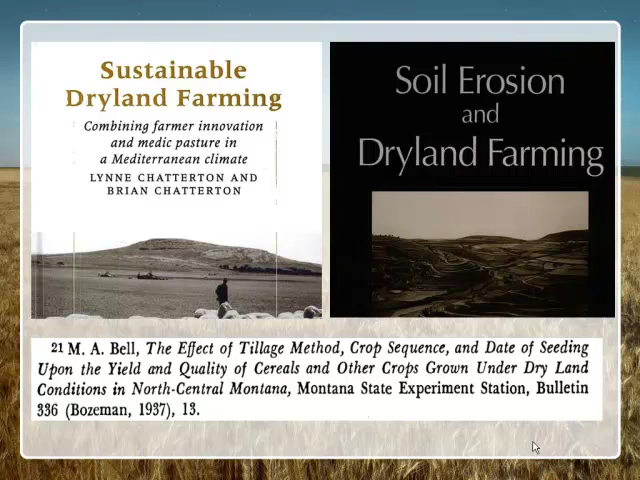 Sustainable
Dryland Farming
Combining farmer innovation
and medic pasture in
a Mediterranean climate
LYNNE CHATTERTON AND
BRIAN CHATTERTON
Soil Erosion
and
Dryland Farming
21 M. A. Bell, The Effect of Tillage Method, Crop Sequence, and Date of Seeding
Upon the Yield and Quality of Cereals and Other Crops Grown Under Dry Land
Conditions in North-Central Montana, Montana State Experiment Station, Bulletin
336 (Bozeman, 1937), 13.